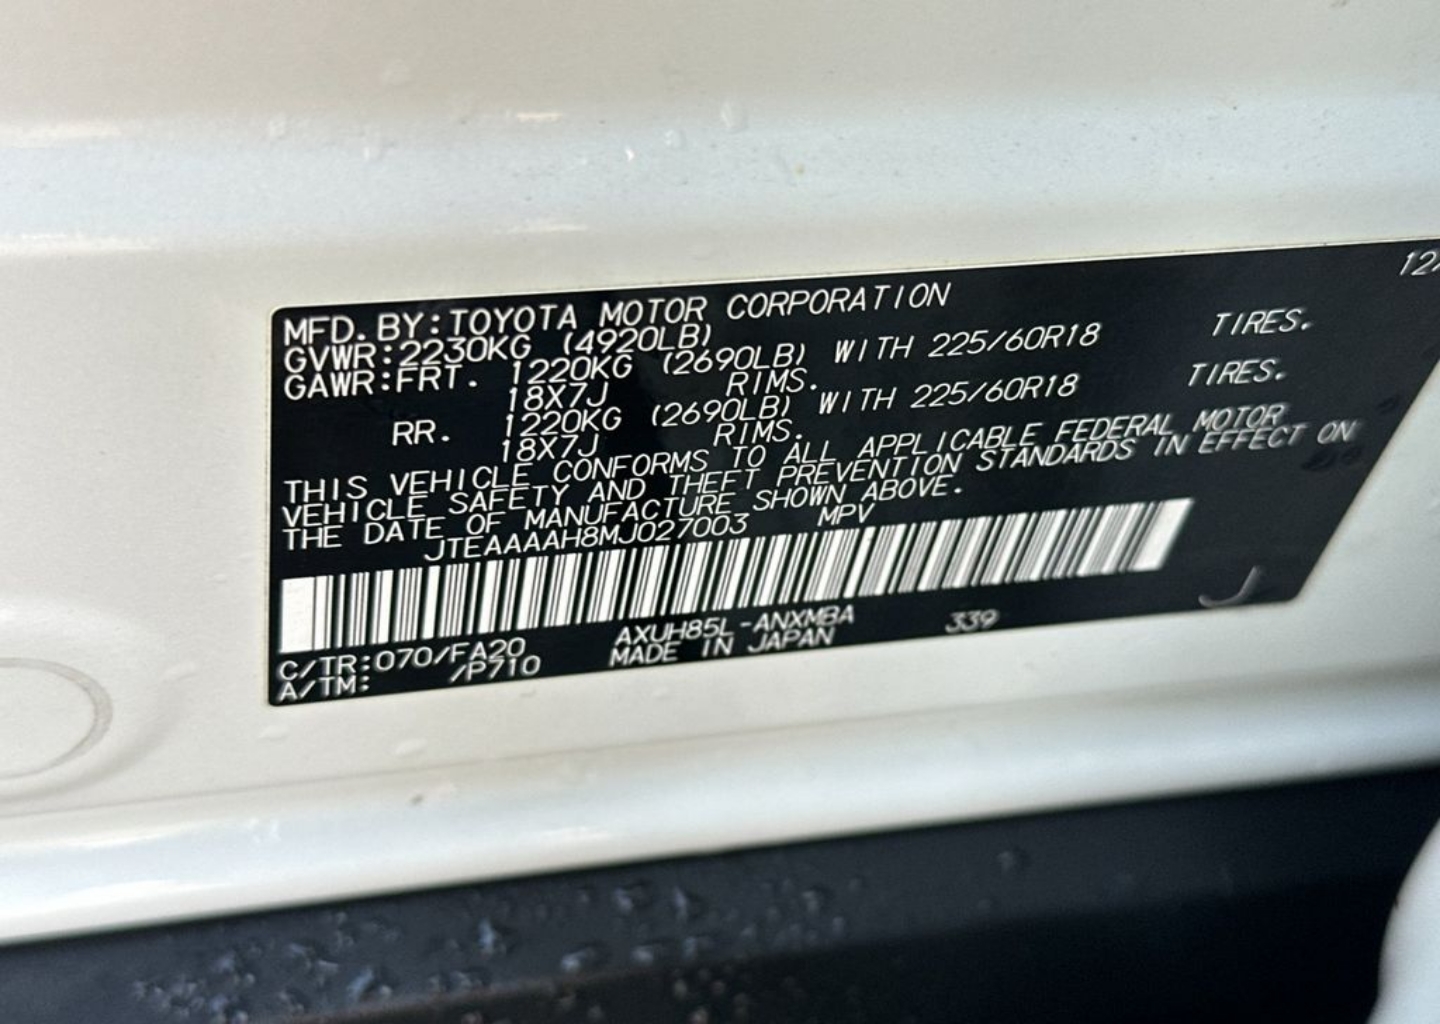 12/
MFD. BY: TOYOTA MOTOR CORPORATION
GVWR: 2230KG (4920LB)
GAWR: FRT. 1220KG (2690LB) WITH 225/60R18 TIRES.
18X7J RIMS.
RR. 1220KG (2690LB) WITH 225/60R18 TIRES.
18X7J RIMS.
THIS VEHICLE CONFORMS TO ALL APPLICABLE FEDERAL MOTOR
VEHICLE SAFETY AND THEFT PREVENTION STANDARDS IN EFFECT ON
THE DATE OF MANUFACTURE SHOWN ABOVE.
JTEAAAAH8MJ027003 MPV
C/TR: 070/FA20 AXUH85L-ANXMBA 339 J
A/TM: /P710 MADE IN JAPAN